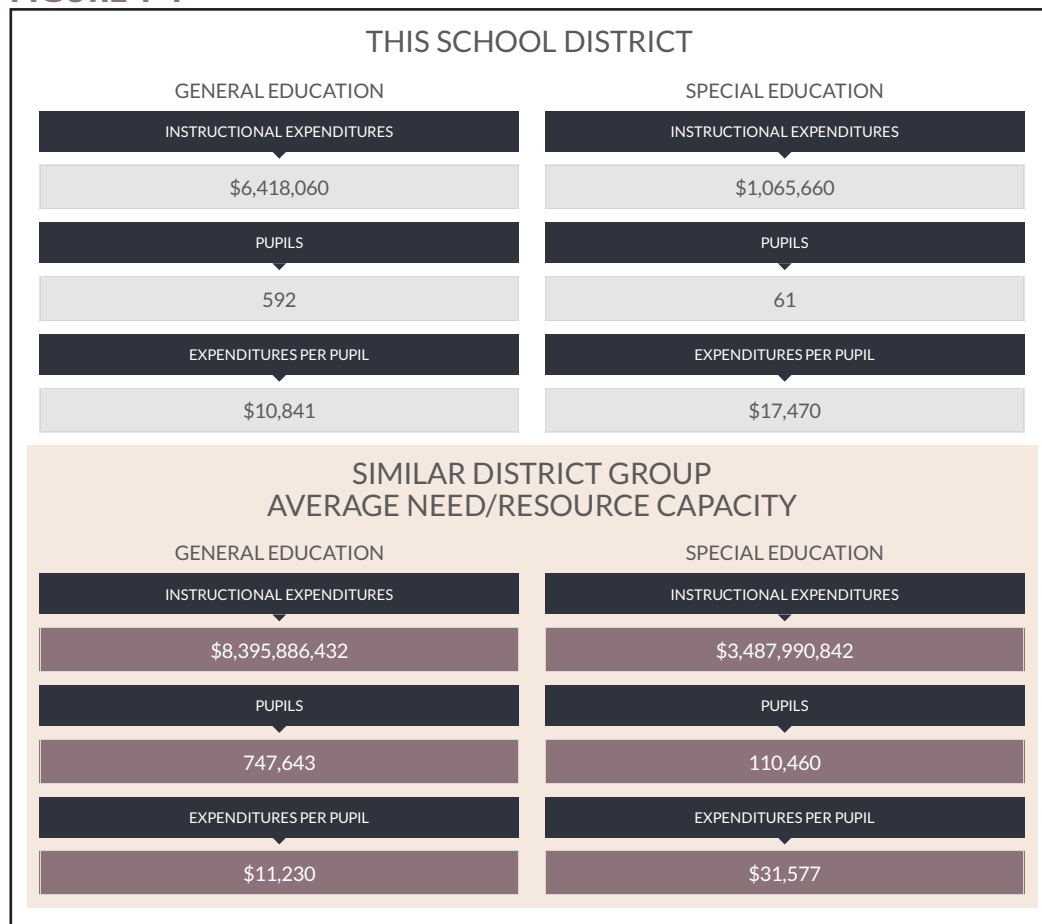 THIS SCHOOL DISTRICT
GENERAL EDUCATION
INSTRUCTIONAL EXPENDITURES
$6,418,060
PUPILS
592
EXPENDITURES PER PUPIL
$10,841
SPECIAL EDUCATION
INSTRUCTIONAL EXPENDITURES
$1,065,660
PUPILS
61
EXPENDITURES PER PUPIL
$17,470
SIMILAR DISTRICT GROUP
AVERAGE NEED/RESOURCE CAPACITY
GENERAL EDUCATION
INSTRUCTIONAL EXPENDITURES
$8,395,886,432
PUPILS
747,643
EXPENDITURES PER PUPIL
$11,230
SPECIAL EDUCATION
INSTRUCTIONAL EXPENDITURES
$3,487,990,842
PUPILS
110,460
EXPENDITURES PER PUPIL
$31,577